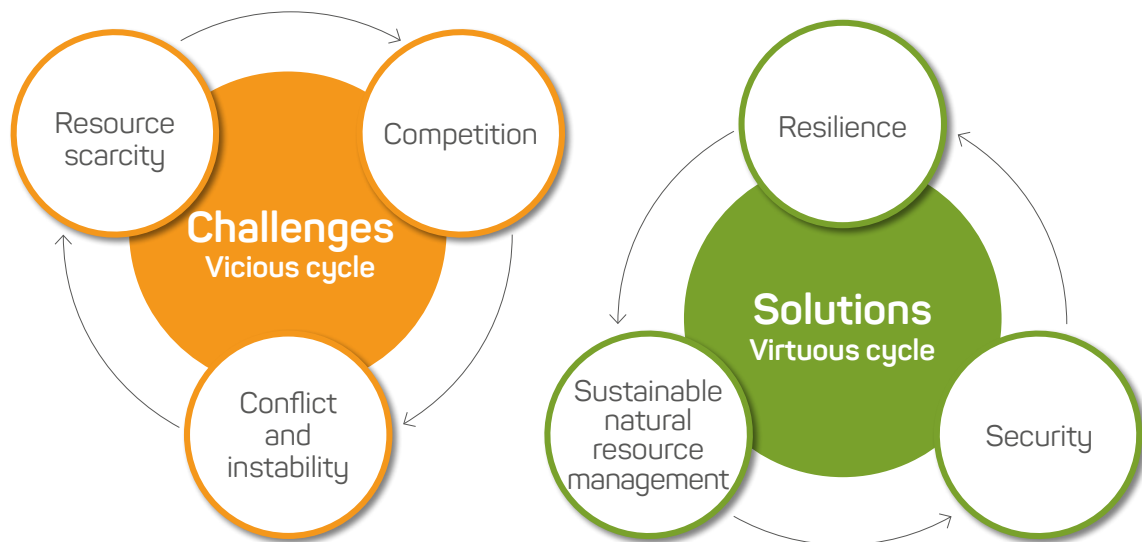 Resource
scarcity
Competition
Challenges
Vicious cycle
Conflict
and
instability
Resilience
Solutions
Virtuous cycle
Sustainable
natural
resource
management
Security